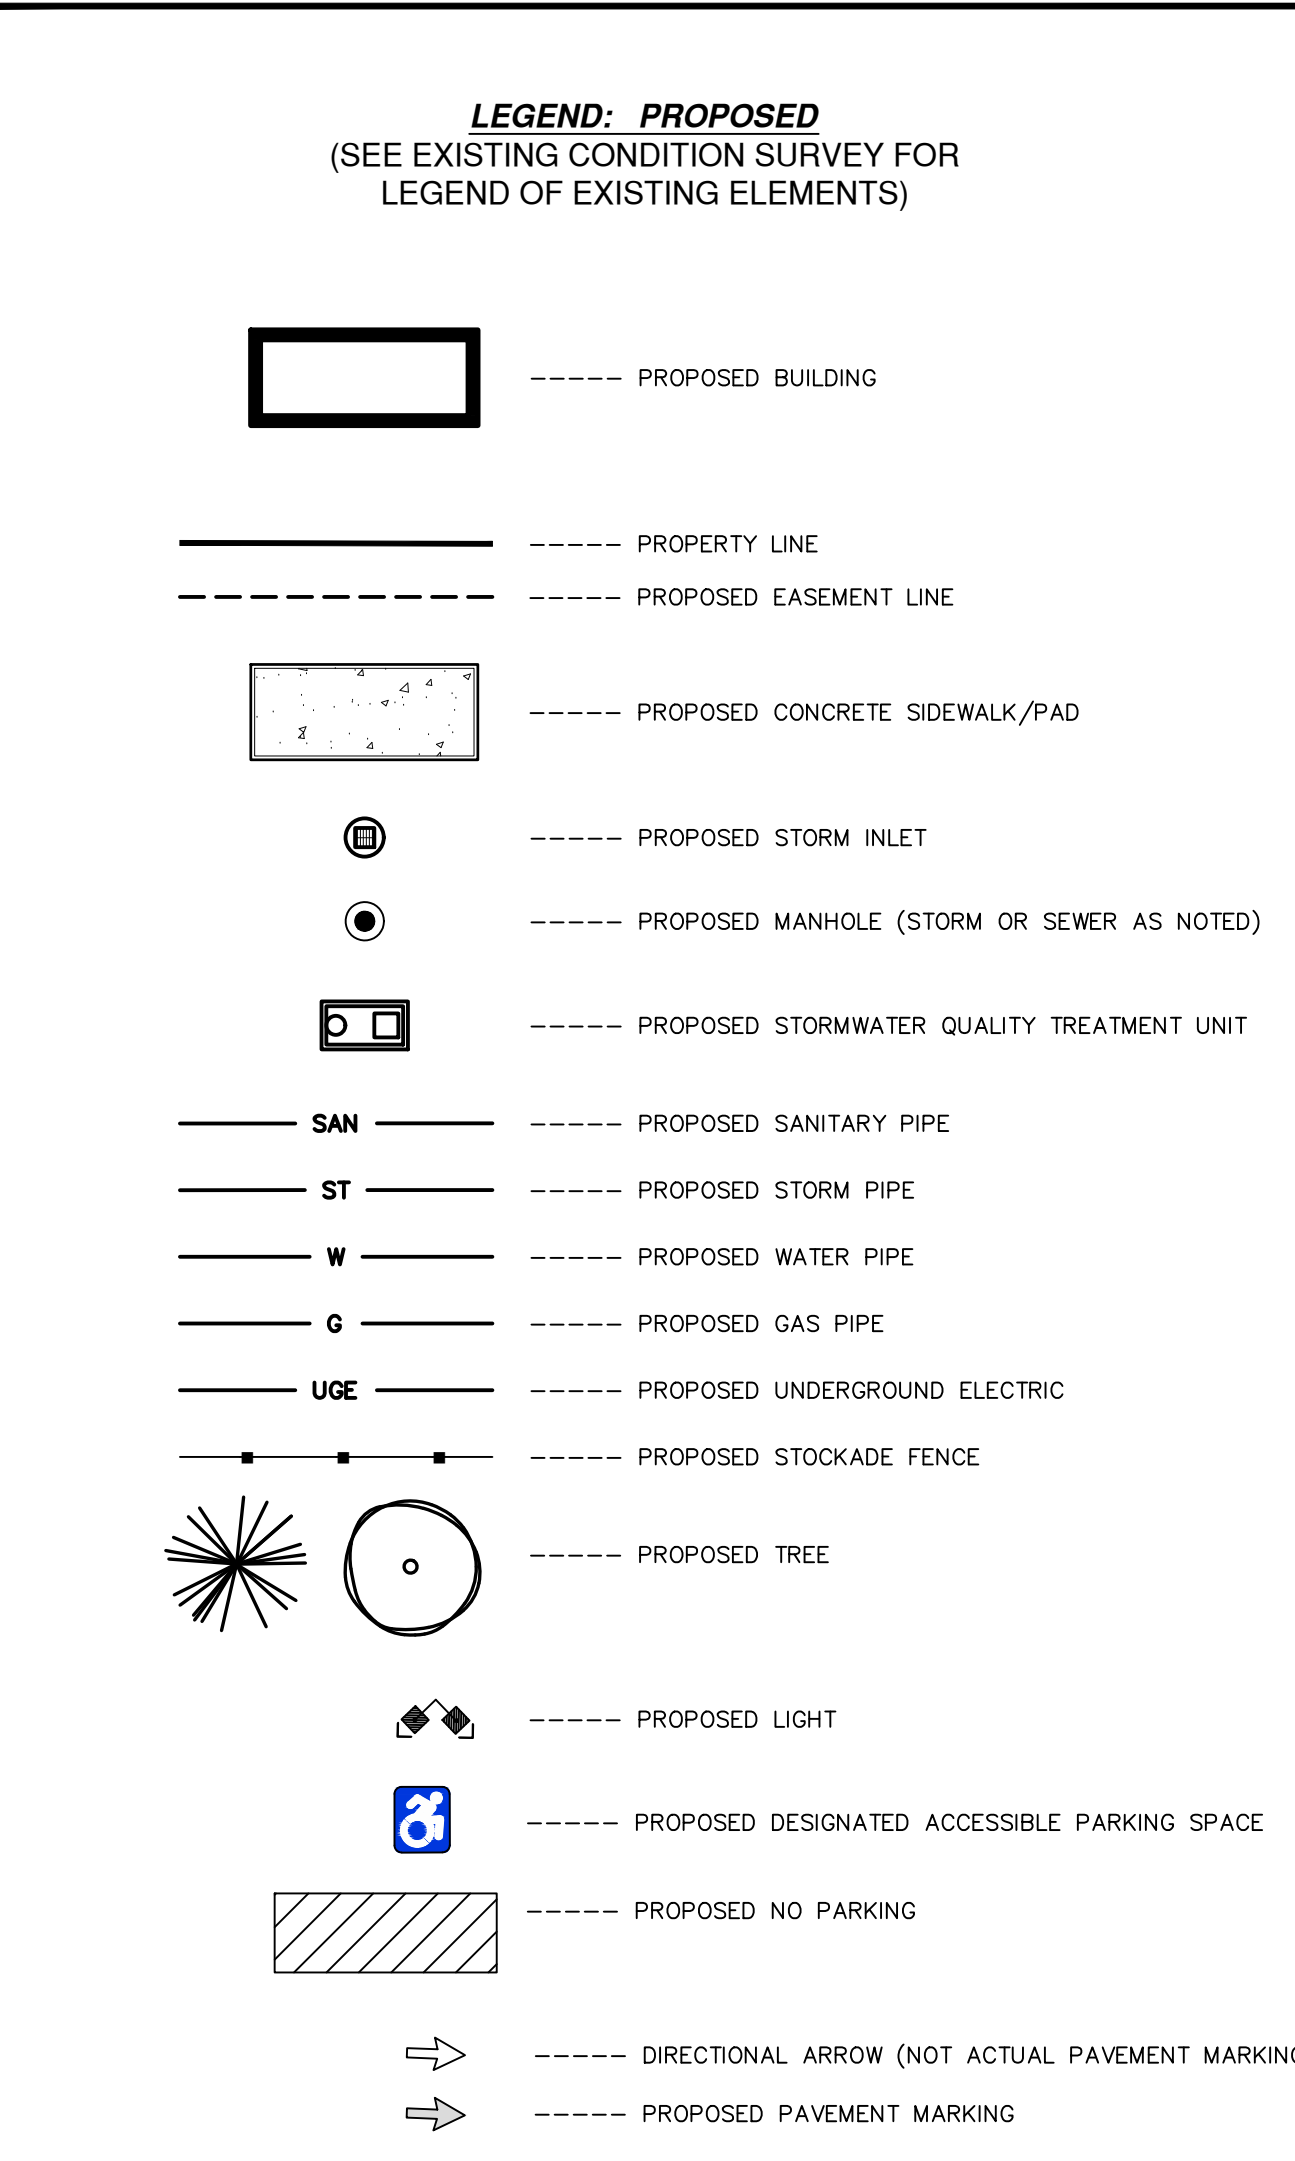 LEGEND: PROPOSED
(SEE EXISTING CONDITION SURVEY FOR
LEGEND OF EXISTING ELEMENTS)
----- PROPOSED BUILDING
----- PROPERTY LINE
----- PROPOSED EASEMENT LINE
----- PROPOSED CONCRETE SIDEWALK/PAD
----- PROPOSED STORM INLET
----- PROPOSED MANHOLE (STORM OR SEWER AS NOTED)
----- PROPOSED STORMWATER QUALITY TREATMENT UNIT
SAN ----- PROPOSED SANITARY PIPE
ST ----- PROPOSED STORM PIPE
W ----- PROPOSED WATER PIPE
G ----- PROPOSED GAS PIPE
UGE ----- PROPOSED UNDERGROUND ELECTRIC
----- PROPOSED STOCKADE FENCE
----- PROPOSED TREE
----- PROPOSED LIGHT
----- PROPOSED DESIGNATED ACCESSIBLE PARKING SPACE
----- PROPOSED NO PARKING
----- DIRECTIONAL ARROW (NOT ACTUAL PAVEMENT MARKING
----- PROPOSED PAVEMENT MARKING